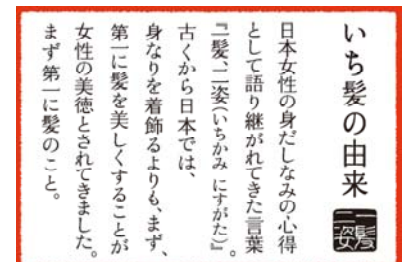 いち髪の由来
一髪二姿
日本女性の身だしなみの心得
として語り継がれてきた言葉
『一髪、二姿(いちかみ にすがた)』。
古くから日本では、
身なりを着飾るよりも、まず、
第一に髪を美しくすることが
女性の美徳とされてきました。
まず第一に髪のこと。